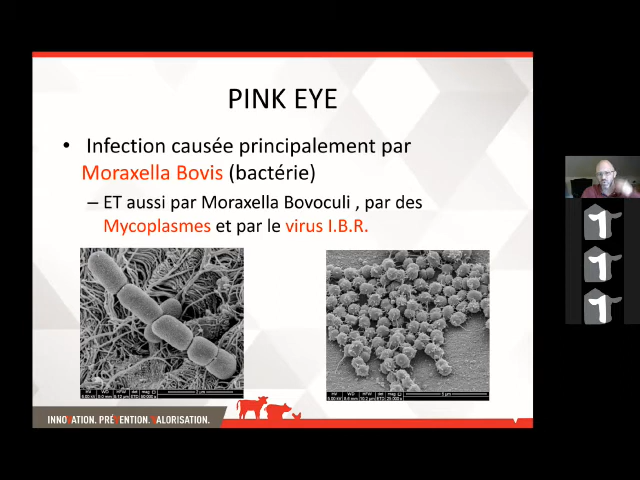 PINK EYE
• Infection causée principalement par
Moraxella Bovis (bactérie)
– ET aussi par Moraxella Bovoculi , par des
Mycoplasmes et par le virus I.B.R.
INNOVATION. PRÉVENTION. VALORISATION.